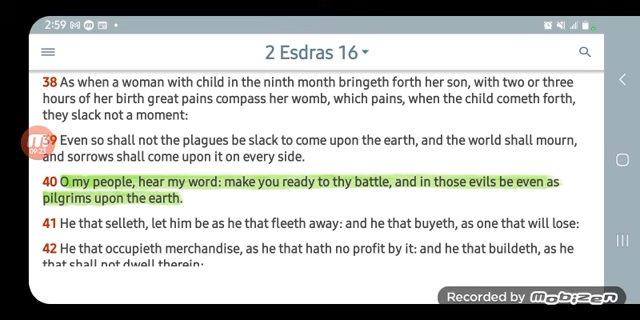 2:59
2 Esdras 16
38 As when a woman with child in the ninth month bringeth forth her son, with two or three
hours of her birth great pains compass her womb, which pains, when the child cometh forth,
they slack not a moment:
39 Even so shall not the plagues be slack to come upon the earth, and the world shall mourn,
and sorrows shall come upon it on every side.
40 O my people, hear my word: make you ready to thy battle, and in those evils be even as
pilgrims upon the earth.
41 He that selleth, let him be as he that fleeth away: and he that buyeth, as one that will lose:
42 He that occupieth merchandise, as he that hath no profit by it: and he that buildeth, as he
that shall not dwell therein:
Recorded by mobizen